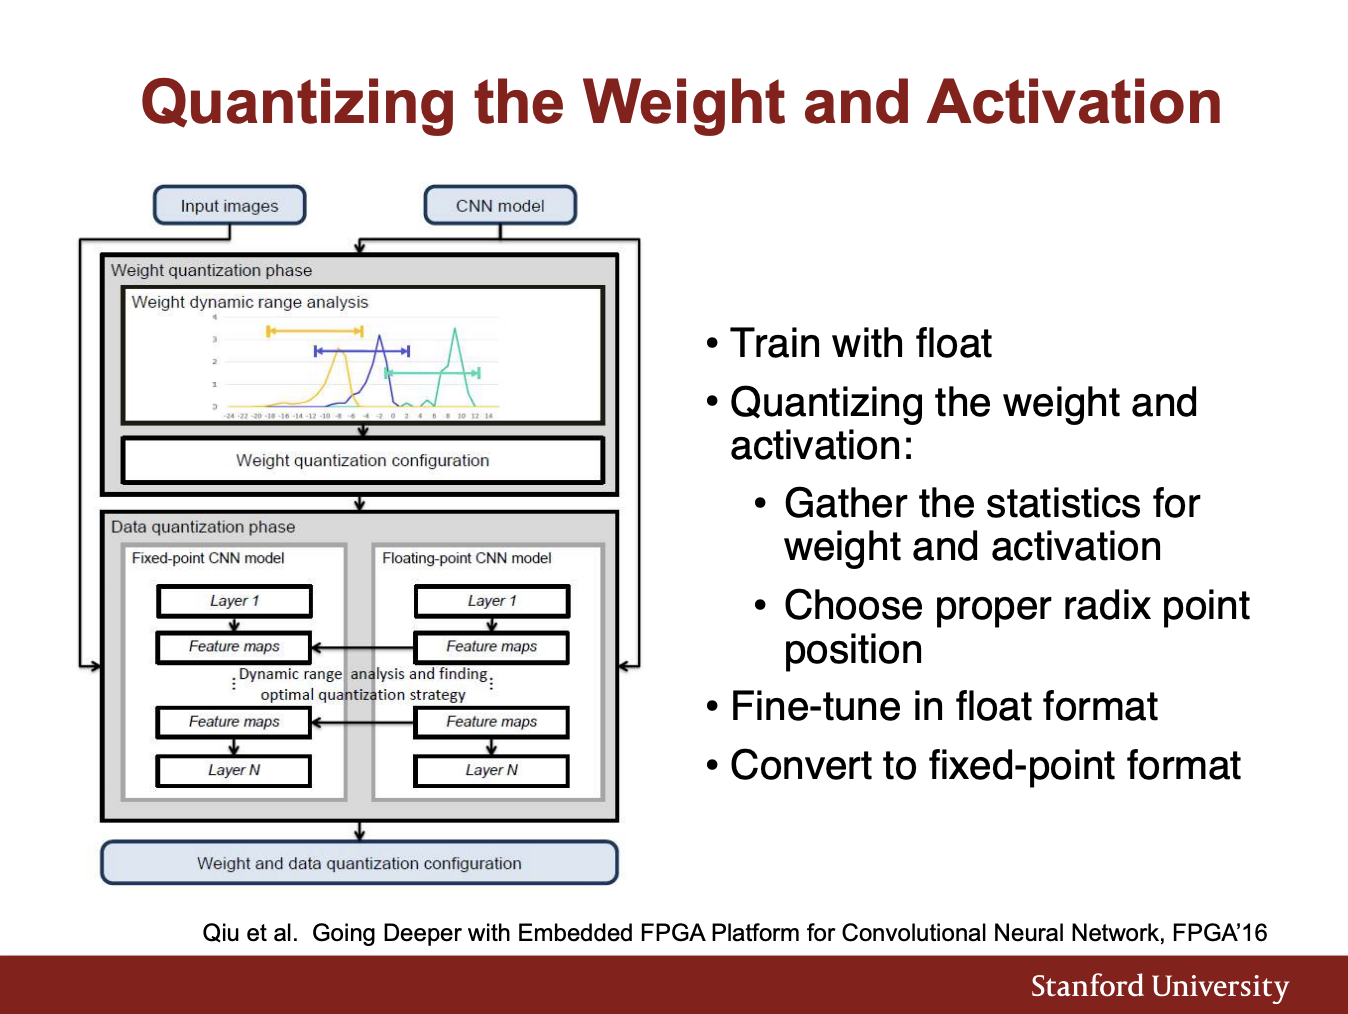 Quantizing the Weight and Activation
Input images
CNN model
Weight quantization phase
Weight dynamic range analysis
4
3
2
1
0
-24 -22 -20 -18 -16 -14 -12 -10 -8 -6 -4 -2 0 2 4 6 8 10 12 14
Weight quantization configuration
Data quantization phase
Fixed-point CNN model
Floating-point CNN model
Layer 1
Layer 1
Feature maps
Feature maps
Dynamic range analysis and finding
optimal quantization strategy
Feature maps
Feature maps
Layer N
Layer N
Weight and data quantization configuration
• Train with float
• Quantizing the weight and
activation:
• Gather the statistics for
weight and activation
• Choose proper radix point
position
• Fine-tune in float format
• Convert to fixed-point format
Qiu et al. Going Deeper with Embedded FPGA Platform for Convolutional Neural Network, FPGA’16
Stanford University